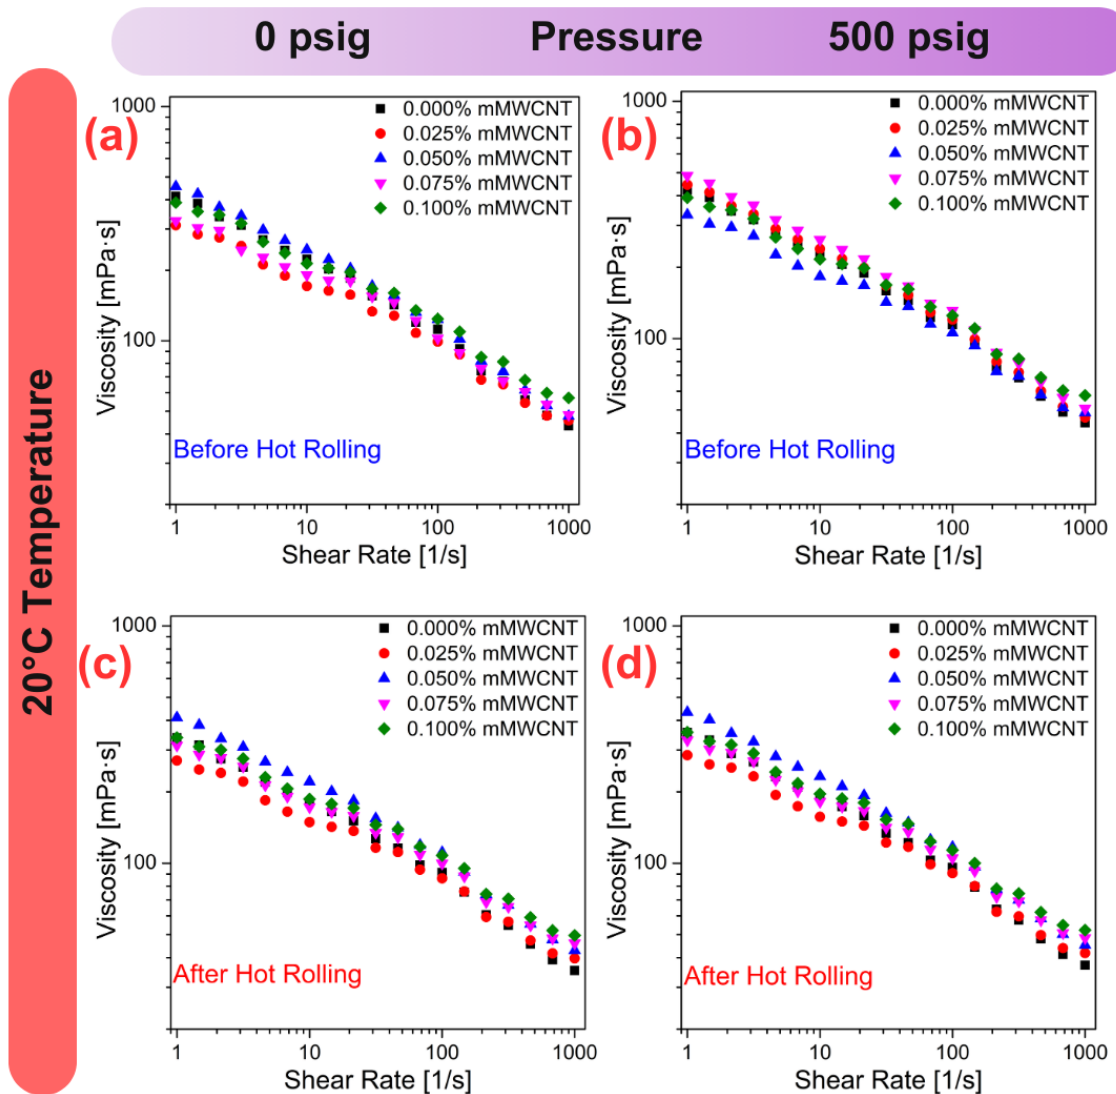 0 psig Pressure 500 psig
20°C Temperature
(a)
1000
100
Viscosity [mPa·s]
0.000% mMWCNT
0.025% mMWCNT
0.050% mMWCNT
0.075% mMWCNT
0.100% mMWCNT
Before Hot Rolling
1 10 100 1000
Shear Rate [1/s]
(b)
1000
100
Viscosity [mPa·s]
0.000% mMWCNT
0.025% mMWCNT
0.050% mMWCNT
0.075% mMWCNT
0.100% mMWCNT
Before Hot Rolling
1 10 100 1000
Shear Rate [1/s]
(c)
1000
100
Viscosity [mPa·s]
0.000% mMWCNT
0.025% mMWCNT
0.050% mMWCNT
0.075% mMWCNT
0.100% mMWCNT
After Hot Rolling
1 10 100 1000
Shear Rate [1/s]
(d)
1000
100
Viscosity [mPa·s]
0.000% mMWCNT
0.025% mMWCNT
0.050% mMWCNT
0.075% mMWCNT
0.100% mMWCNT
After Hot Rolling
1 10 100 1000
Shear Rate [1/s]